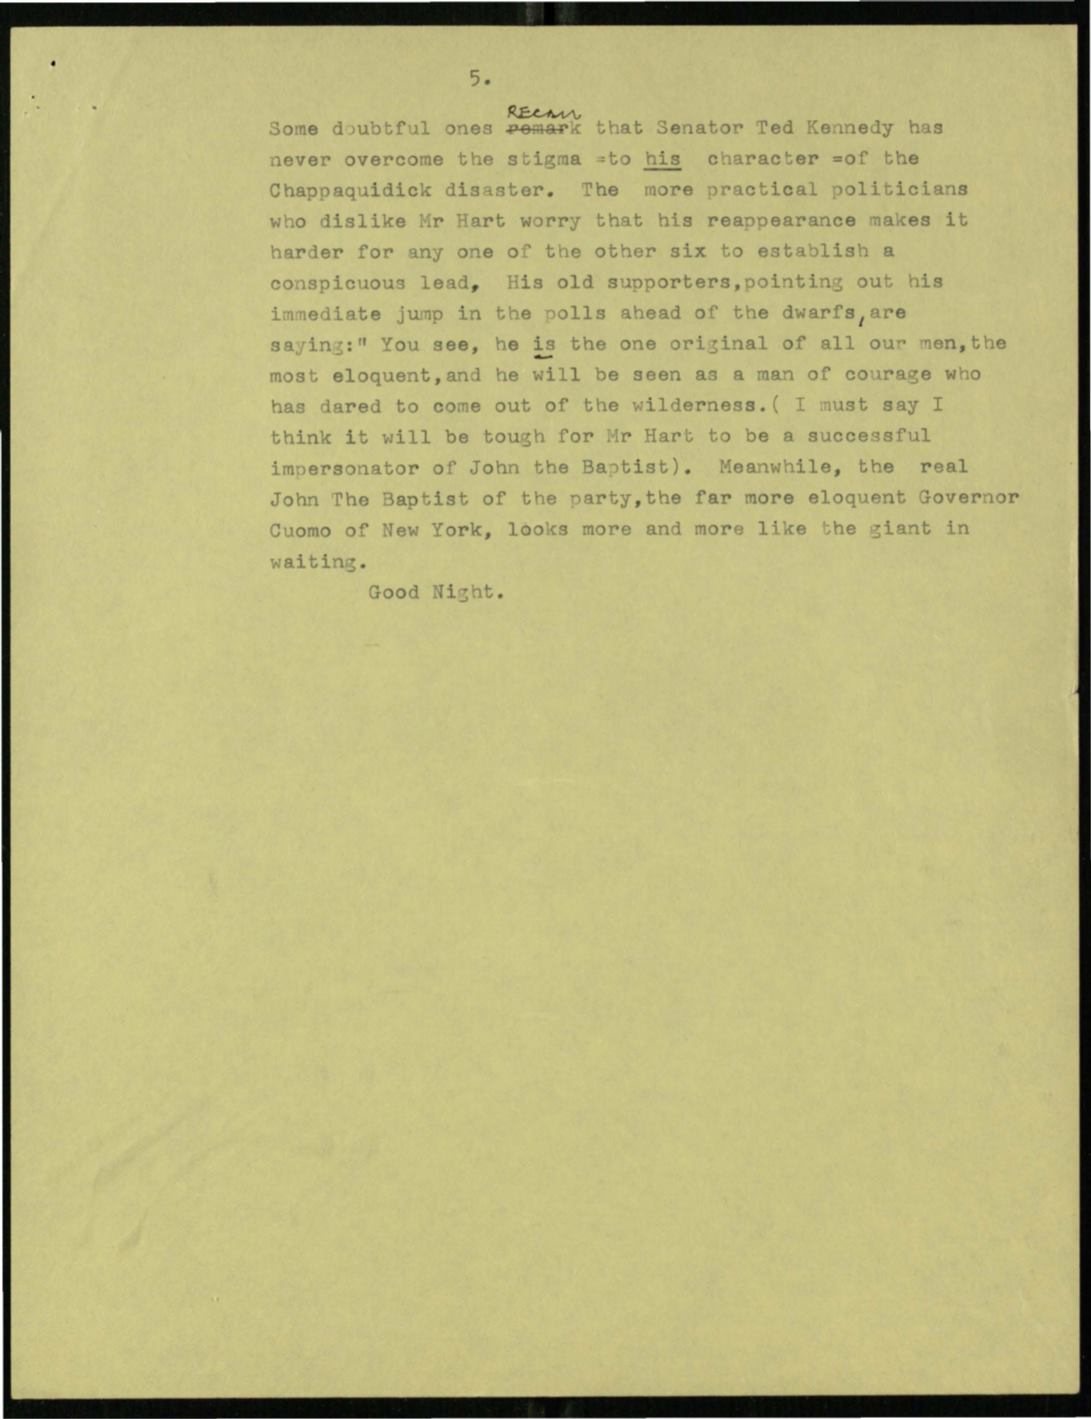 5.
RECALL
Some doubtful ones remark that Senator Ted Kennedy has
never overcome the stigma =to his character =of the
Chappaquidick disaster. The more practical politicians
who dislike Mr Hart worry that his reappearance makes it
harder for any one of the other six to establish a
conspicuous lead, His old supporters,pointing out his
immediate jump in the polls ahead of the dwarfs,are
saying:" You see, he is the one original of all our men,the
most eloquent,and he will be seen as a man of courage who
has dared to come out of the wilderness.( I must say I
think it will be tough for Mr Hart to be a successful
impersonator of John the Baptist). Meanwhile, the real
John The Baptist of the party,the far more eloquent Governor
Cuomo of New York, looks more and more like the giant in
waiting.
Good Night.